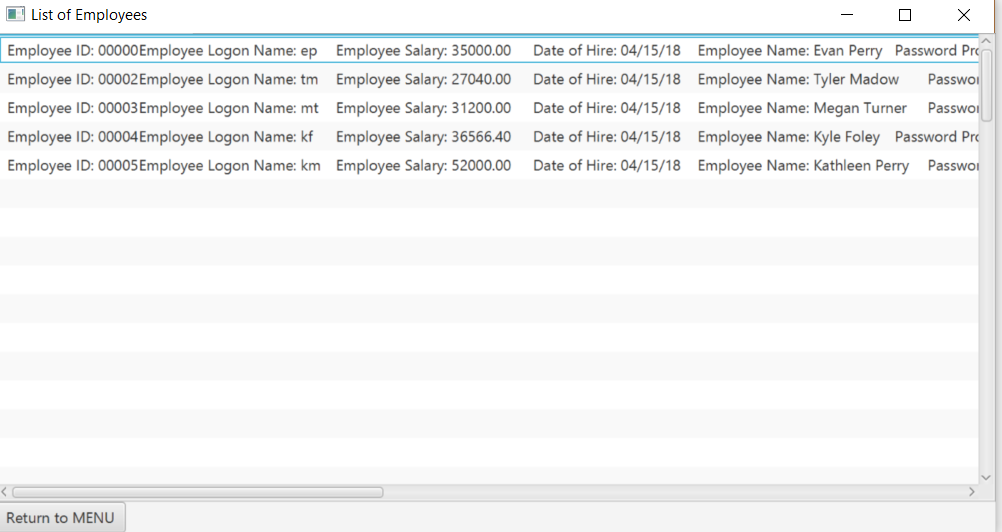 List of Employees
Employee ID: 00000Employee Logon Name: ep Employee Salary: 35000.00 Date of Hire: 04/15/18 Employee Name: Evan Perry Password Pro
Employee ID: 00002Employee Logon Name: tm Employee Salary: 27040.00 Date of Hire: 04/15/18 Employee Name: Tyler Madow Passwor
Employee ID: 00003Employee Logon Name: mt Employee Salary: 31200.00 Date of Hire: 04/15/18 Employee Name: Megan Turner Passwor
Employee ID: 00004Employee Logon Name: kf Employee Salary: 36566.40 Date of Hire: 04/15/18 Employee Name: Kyle Foley Password Pro
Employee ID: 00005Employee Logon Name: km Employee Salary: 52000.00 Date of Hire: 04/15/18 Employee Name: Kathleen Perry Passwor
Return to MENU